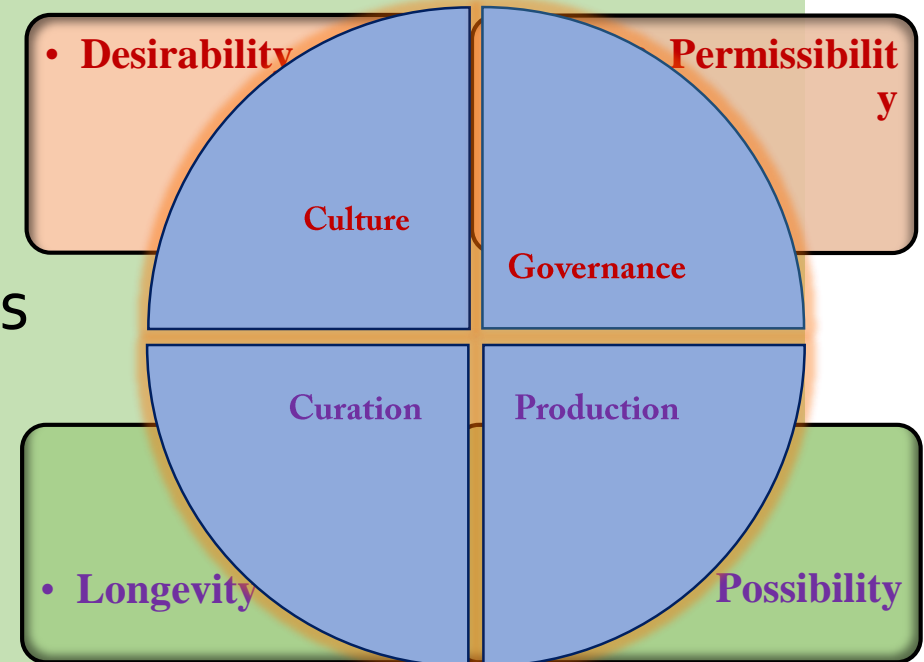 • Desirability
Permissibilit
y
Culture
Governance
s
Curation
Production
• Longevity
Possibility